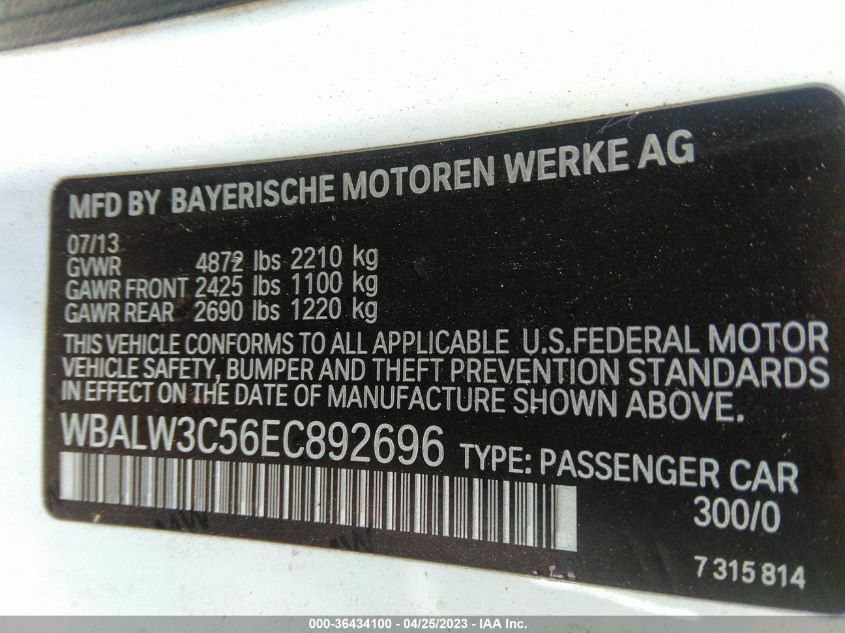 MFD BY BAYERISCHE MOTOREN WERKE AG
07/13
GVWR 4872 lbs 2210 kg
GAWR FRONT 2425 lbs 1100 kg
GAWR REAR 2690 lbs 1220 kg
THIS VEHICLE CONFORMS TO ALL APPLICABLE U.S.FEDERAL MOTOR
VEHICLE SAFETY, BUMPER AND THEFT PREVENTION STANDARDS
IN EFFECT ON THE DATE OF MANUFACTURE SHOWN ABOVE.
WBALW3C56EC892696 TYPE: PASSENGER CAR
300/0
7 315 814
000-36434100 - 04/25/2023 - IAA Inc.